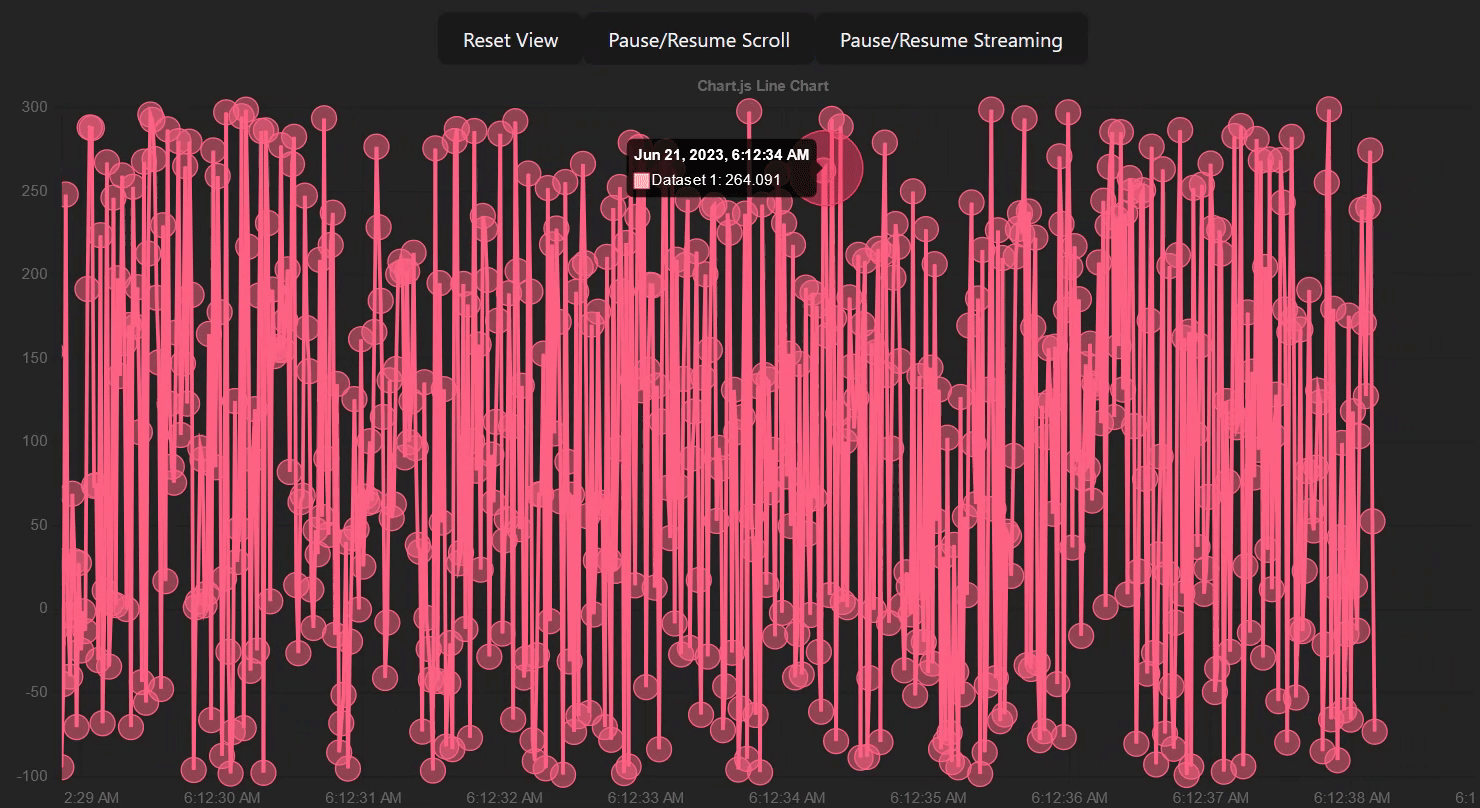 Reset View Pause/Resume Scroll Pause/Resume Streaming
Chart.js Line Chart
300
250
200
150
100
50
0
-50
-100
Jun 21, 2023, 6:12:34 AM
Dataset 1: 264.091
2:29 AM 6:12:30 AM 6:12:31 AM 6:12:32 AM 6:12:33 AM 6:12:34 AM 6:12:35 AM 6:12:36 AM 6:12:37 AM 6:12:38 AM 6:1